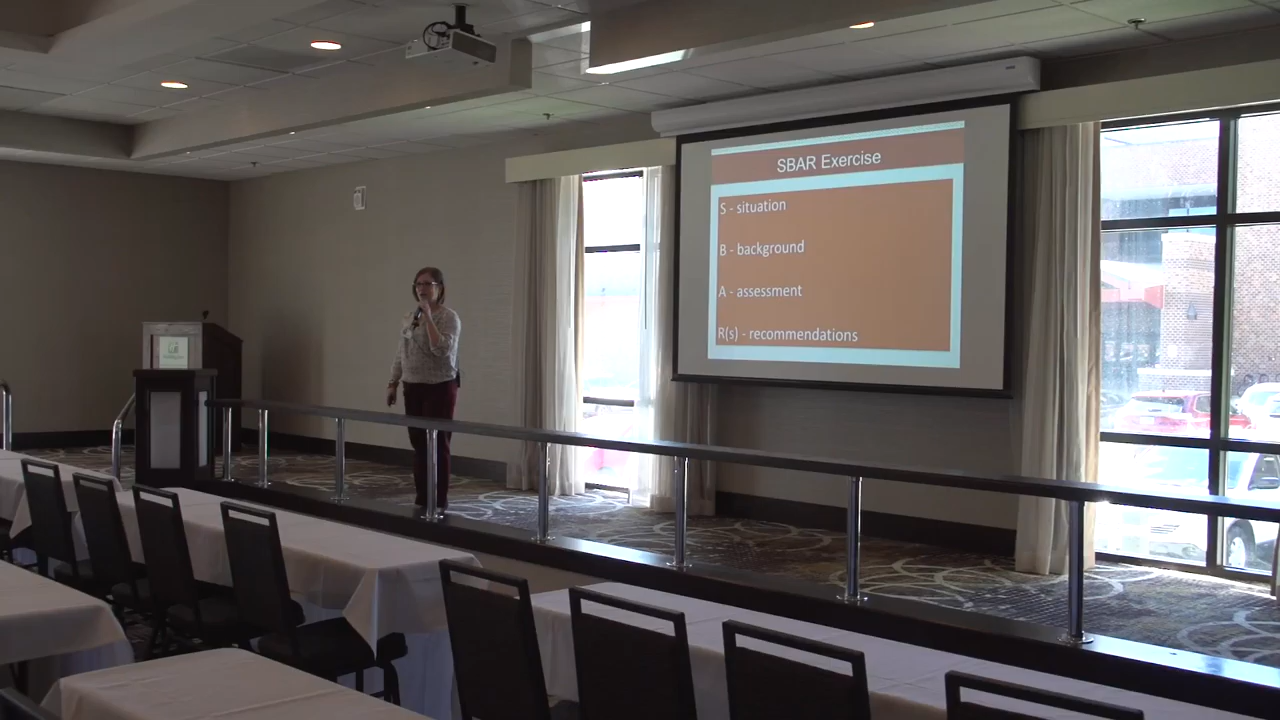 SBAR Exercise
S - situation
B - background
A - assessment
R(s) - recommendations